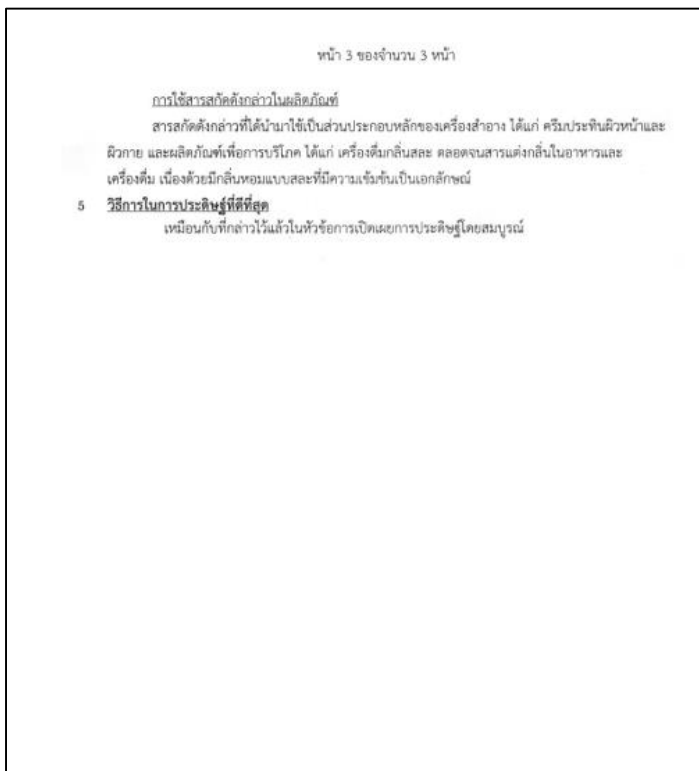 หน้า 3 ของจำนวน 3 หน้า
การใช้สารสกัดดังกล่าวในผลิตภัณฑ์
สารสกัดดังกล่าวที่ได้นำมาใช้เป็นส่วนประกอบหลักของเครื่องสำอาง ได้แก่ ครีมประทินผิวหน้าและ
ผิวกาย และผลิตภัณฑ์เพื่อการบริโภค ได้แก่ เครื่องดื่มกลิ่นสละ ตลอดจนสารแต่งกลิ่นในอาหารและ
เครื่องดื่ม เนื่องด้วยมีกลิ่นหอมแบบสละที่มีความเข้มข้นเป็นเอกลักษณ์
5 วิธีการในการประดิษฐ์ที่ดีที่สุด
เหมือนกับที่กล่าวไว้แล้วในหัวข้อการเปิดเผยการประดิษฐ์โดยสมบูรณ์